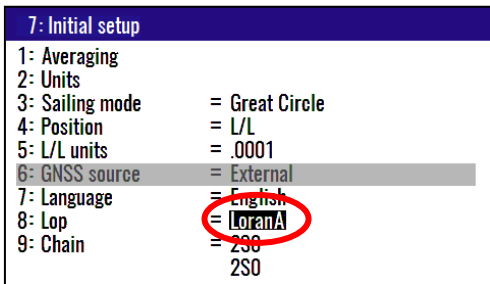 7: Initial setup
1: Averaging
2: Units
3: Sailing mode = Great Circle
4: Position = L/L
5: L/L units = .0001
6: GNSS source = External
7: Language = English
8: Lop = LoranA
9: Chain = 2S0
2S0